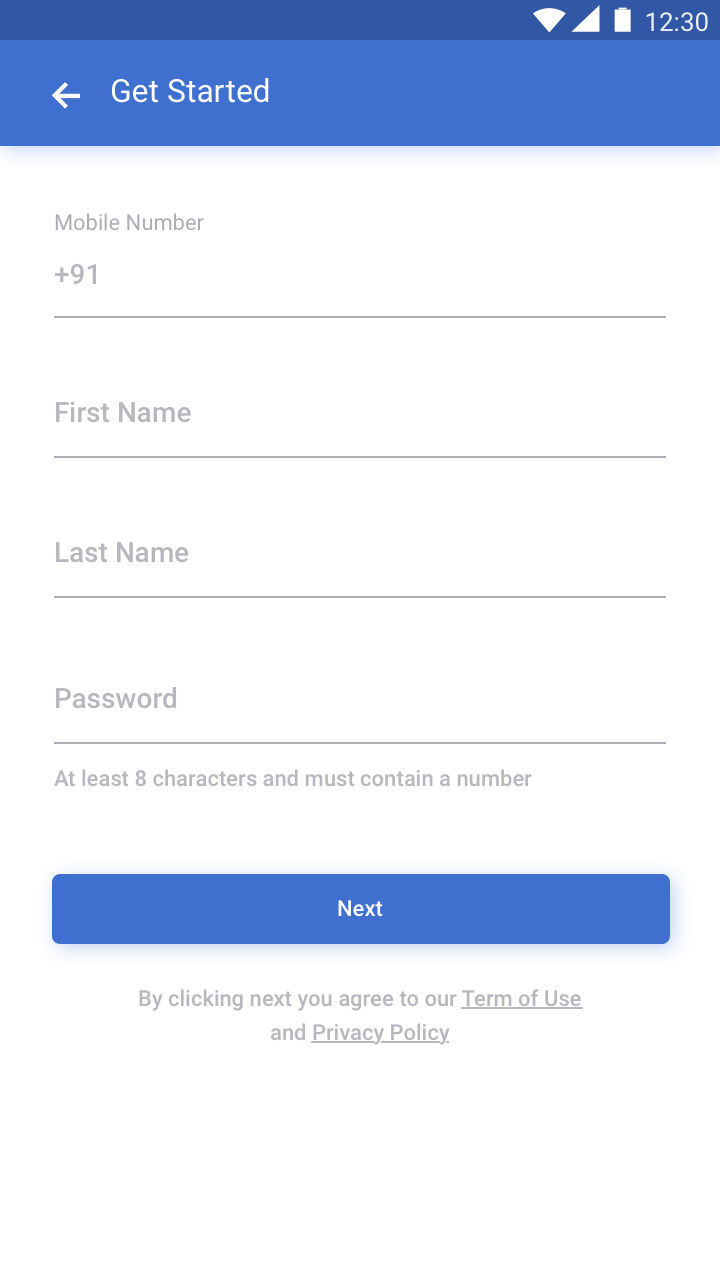 12:30
Get Started
Mobile Number
+91
First Name
Last Name
Password
At least 8 characters and must contain a number
Next
By clicking next you agree to our Term of Use
and Privacy Policy